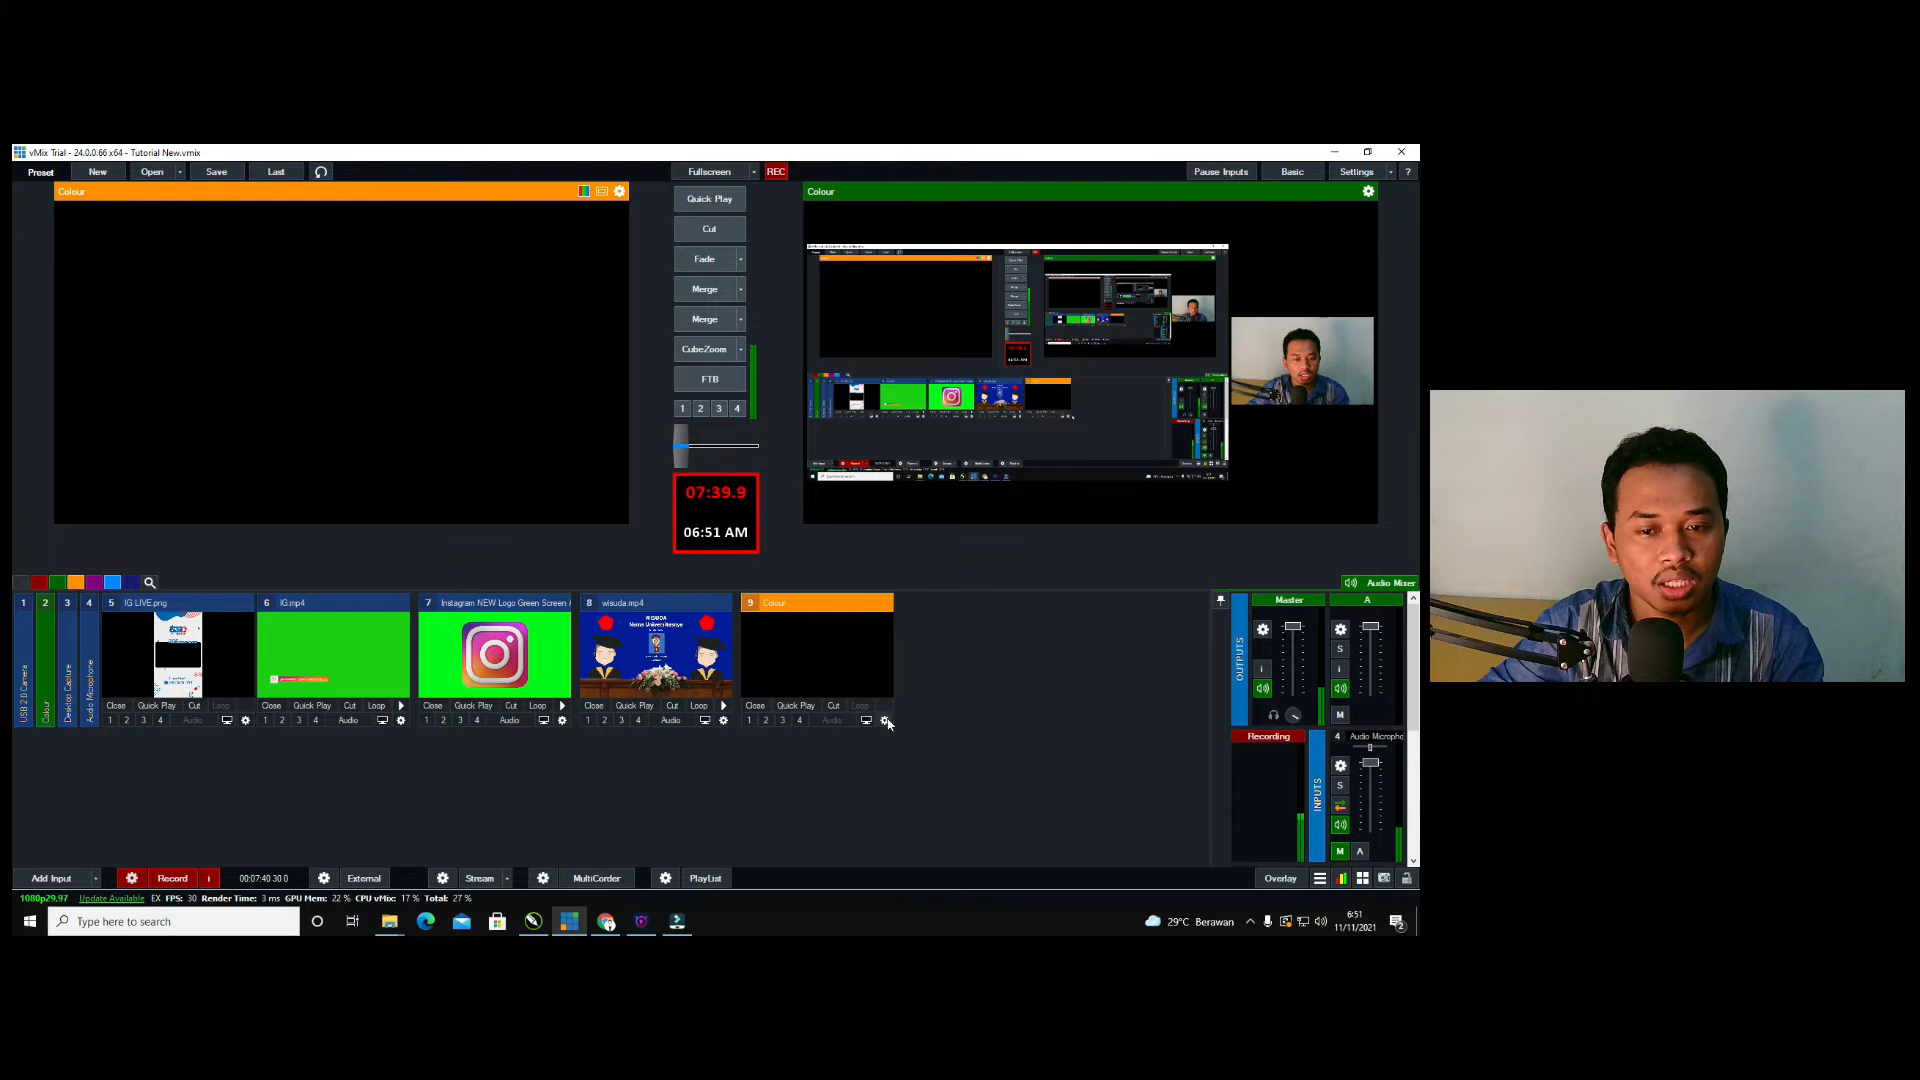 vMix Trial - 24.0.0.66 x64 - Tutorial New.vmix
Preset New Open Save Last Fullscreen REC Pause Inputs Basic Settings ?
Colour
Quick Play
Cut
Fade
Merge
Merge
CubeZoom
FTB
1 2 3 4
07:39.9
06:51 AM
Colour
Audio Mixer
1 USB 2.0 Camera
2 Colour
3 Desktop Capture
4 Audio Microphone
5 IG LIVE.png
Close Quick Play Cut Loop
1 2 3 4 Audio
6 IG.mp4
Close Quick Play Cut Loop
1 2 3 4 Audio
7 Instagram NEW Logo Green Screen
Close Quick Play Cut Loop
1 2 3 4 Audio
8 wisuda.mp4
WISUDA
Nama Universitasnya
Close Quick Play Cut Loop
1 2 3 4 Audio
9 Colour
Close Quick Play Cut Loop
1 2 3 4 Audio
OUTPUTS
Master
A
S
M
Recording
INPUTS
4 Audio Micropho
S
M A
Add Input Record i 00:07:40 30 0 External Stream MultiCorder PlayList Overlay
1080p29.97 Update Available EX FPS: 30 Render Time: 3 ms GPU Mem: 22 % CPU vMix: 17 % Total: 27 %
Type here to search
29°C Berawan
6:51
11/11/2021
2